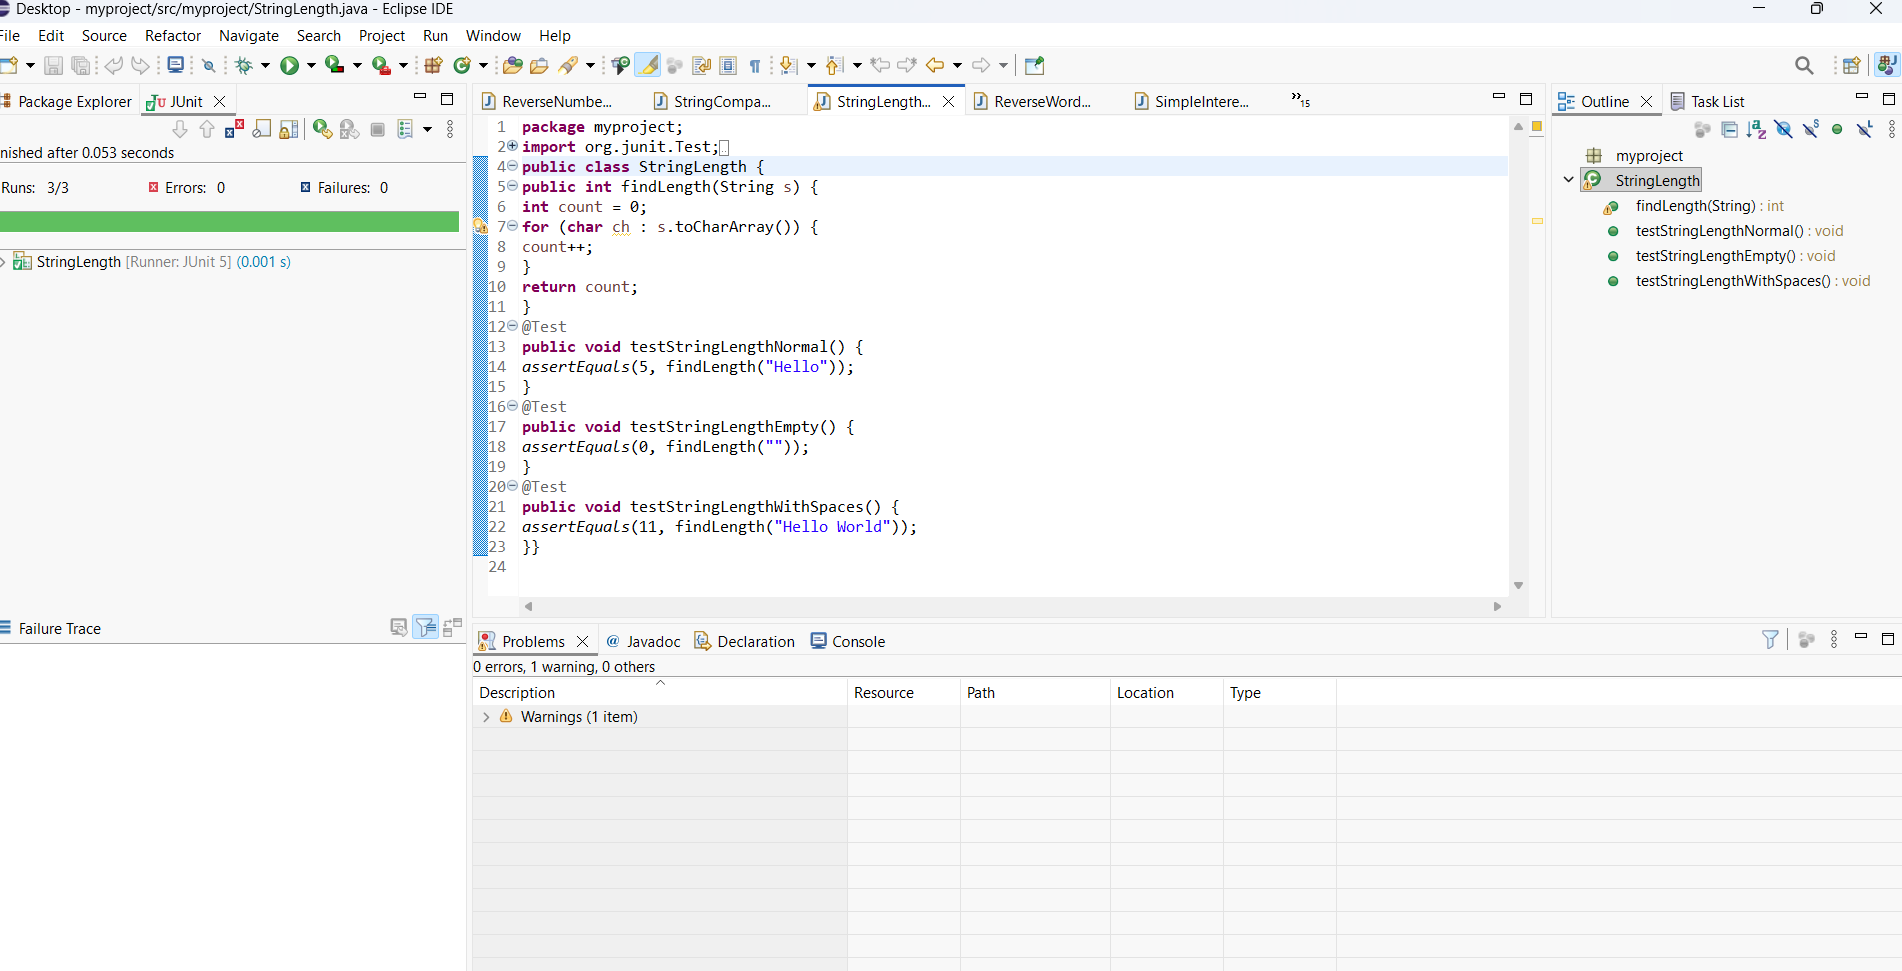 Desktop - myproject/src/myproject/StringLength.java - Eclipse IDE
File Edit Source Refactor Navigate Search Project Run Window Help
Package Explorer JUnit
nished after 0.053 seconds
Runs: 3/3 Errors: 0 Failures: 0
StringLength [Runner: JUnit 5] (0.001 s)
Failure Trace
ReverseNumbe... StringCompa... StringLength... ReverseWord... SimpleIntere... »15
1 package myproject;
2 import org.junit.Test;
4 public class StringLength {
5 public int findLength(String s) {
6 int count = 0;
7 for (char ch : s.toCharArray()) {
8 count++;
9 }
10 return count;
11 }
12 @Test
13 public void testStringLengthNormal() {
14 assertEquals(5, findLength("Hello"));
15 }
16 @Test
17 public void testStringLengthEmpty() {
18 assertEquals(0, findLength(""));
19 }
20 @Test
21 public void testStringLengthWithSpaces() {
22 assertEquals(11, findLength("Hello World"));
23 }}
24
Outline Task List
myproject
StringLength
findLength(String) : int
testStringLengthNormal() : void
testStringLengthEmpty() : void
testStringLengthWithSpaces() : void
Problems @ Javadoc Declaration Console
0 errors, 1 warning, 0 others
Description Resource Path Location Type
Warnings (1 item)